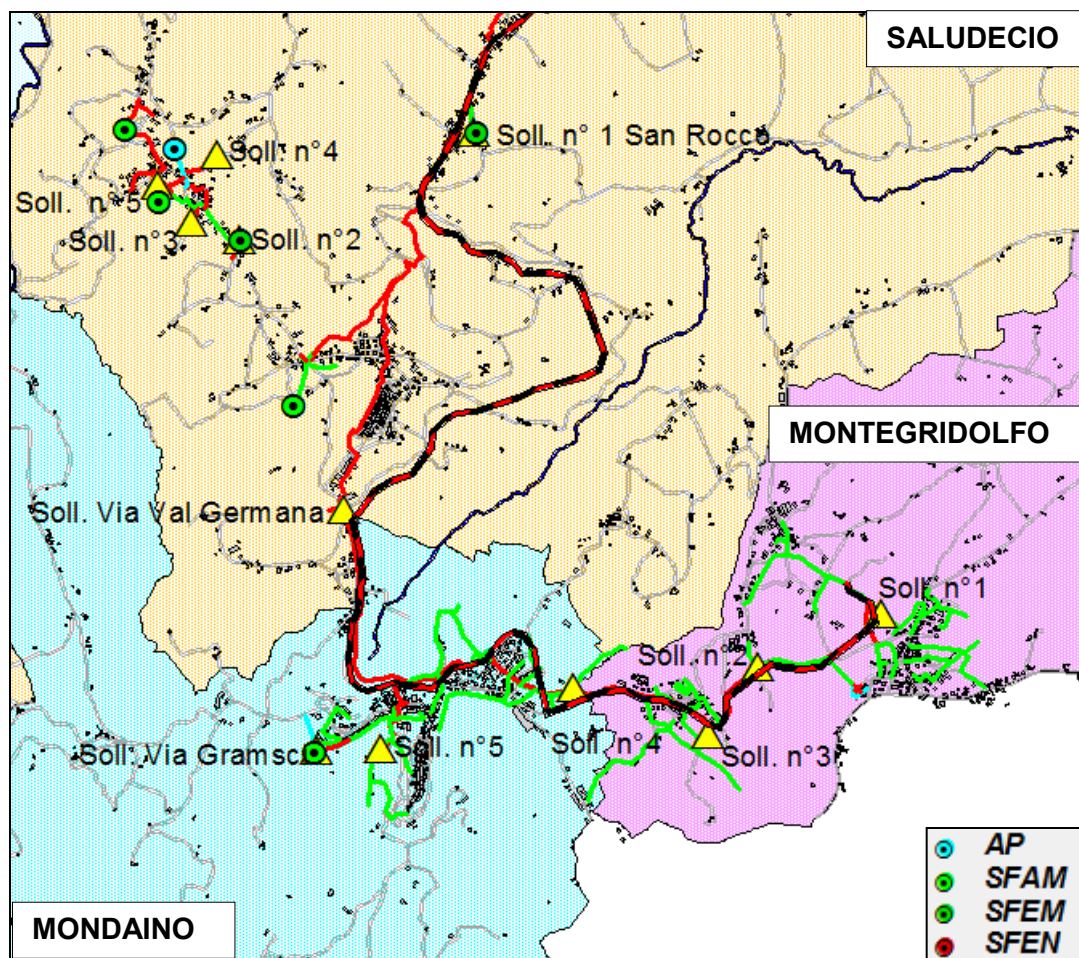 SALUDECIO
Soll. n° 1 San Rocco
Soll. n°4
Soll. n°5
Soll. n°3
Soll. n°2
MONTEGRIDOLFO
Soll. Via Val Germana
Soll. n°1
Soll. n°2
Soll. Via Gramsci
Soll. n°5
Soll. n°4
Soll. n°3
MONDAINO
AP
SFAM
SFEM
SFEN